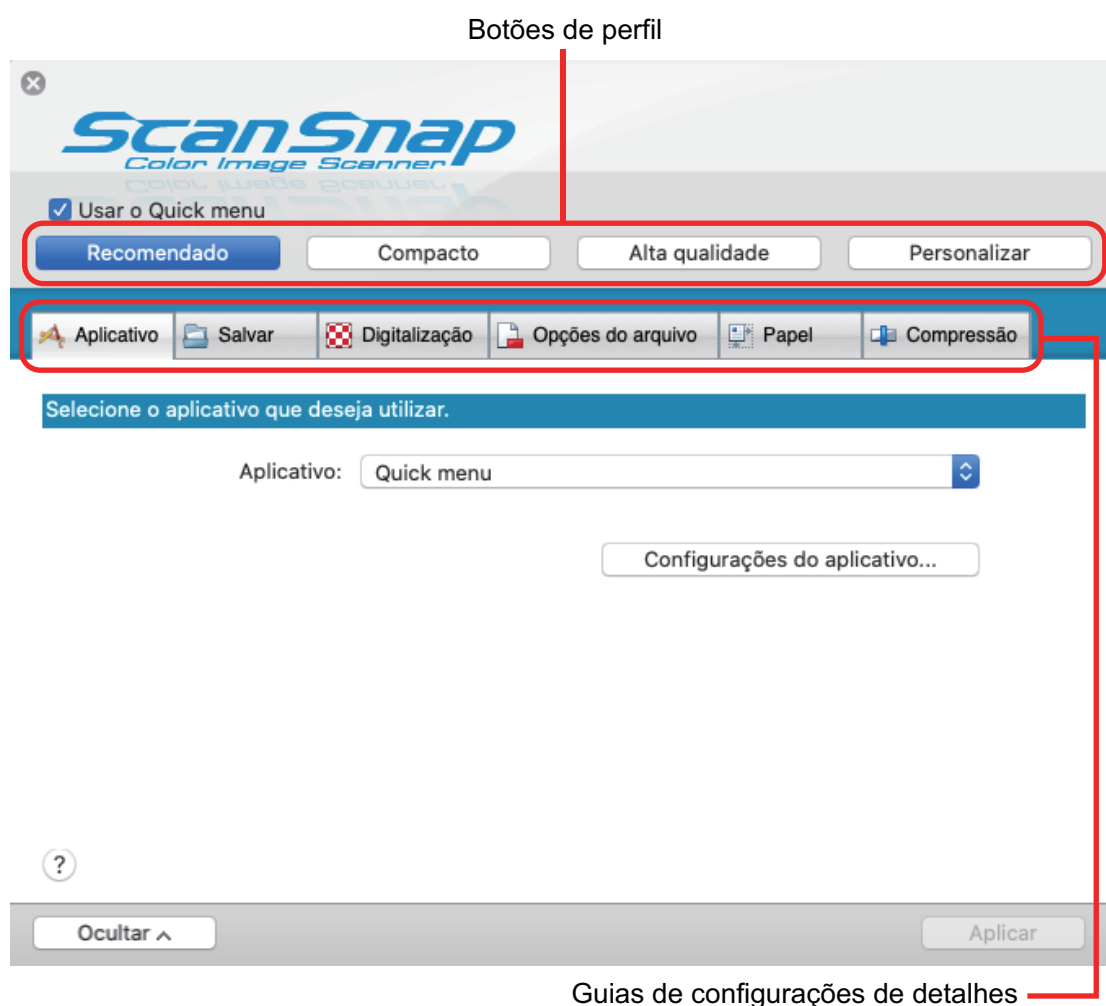 Botões de perfil
ScanSnap
Color Image Scanner
Usar o Quick menu
Recomendado Compacto Alta qualidade Personalizar
Aplicativo Salvar Digitalização Opções do arquivo Papel Compressão
Selecione o aplicativo que deseja utilizar.
Aplicativo: Quick menu
Configurações do aplicativo...
?
Ocultar Aplicar
Guias de configurações de detalhes